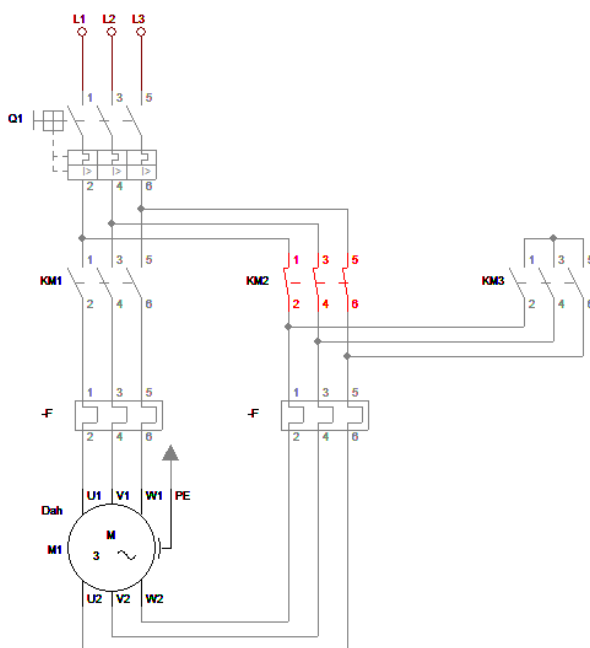 L1 L2 L3
1 3 5
Q1
|> |> |>
2 4 6
1 3 5 1 3 5 1 3 5
KM1 KM2 KM3
2 4 6 2 4 6 2 4 6
1 3 5 1 3 5
-F -F
2 4 6 2 4 6
U1 V1 W1 PE
Dah
M
M1
3
U2 V2 W2